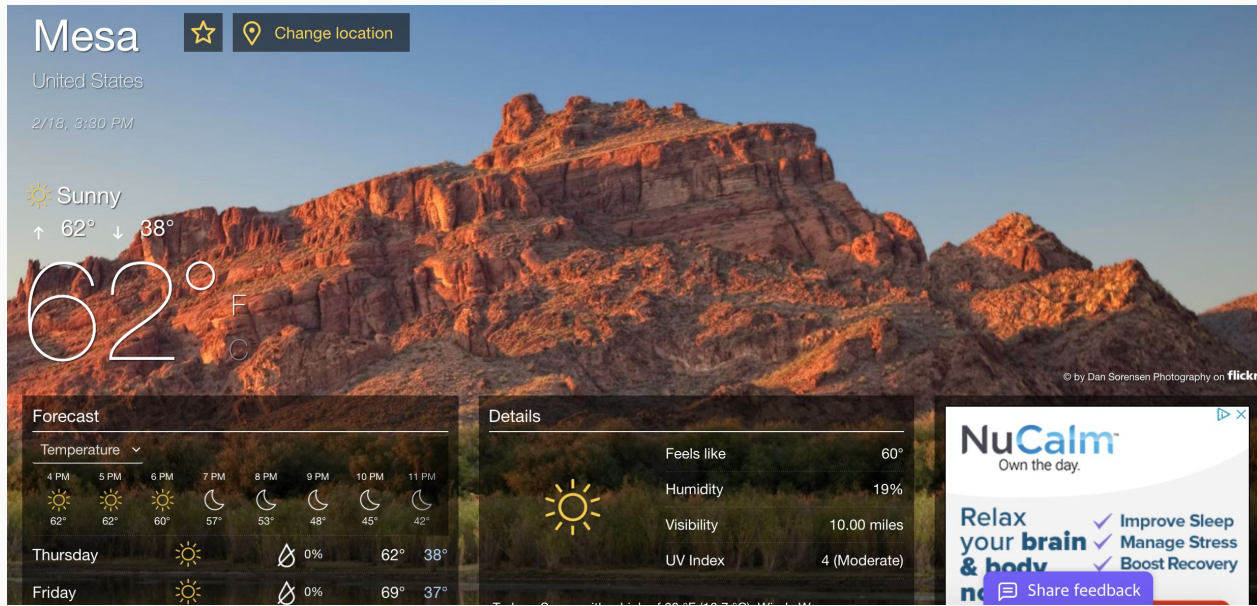 Mesa
Change location
United States
2/18, 3:30 PM
Sunny
↑ 62° ↓ 38°
62° F
C
© by Dan Sorensen Photography on flickr
Forecast
Temperature
4 PM 5 PM 6 PM 7 PM 8 PM 9 PM 10 PM 11 PM
62° 62° 60° 57° 53° 48° 45° 42°
Thursday 0% 62° 38°
Friday 0% 69° 37°
Details
Feels like 60°
Humidity 19%
Visibility 10.00 miles
UV Index 4 (Moderate)
NuCalm™
Own the day.
Relax
your brain
& body
Improve Sleep
Manage Stress
Boost Recovery
Share feedback